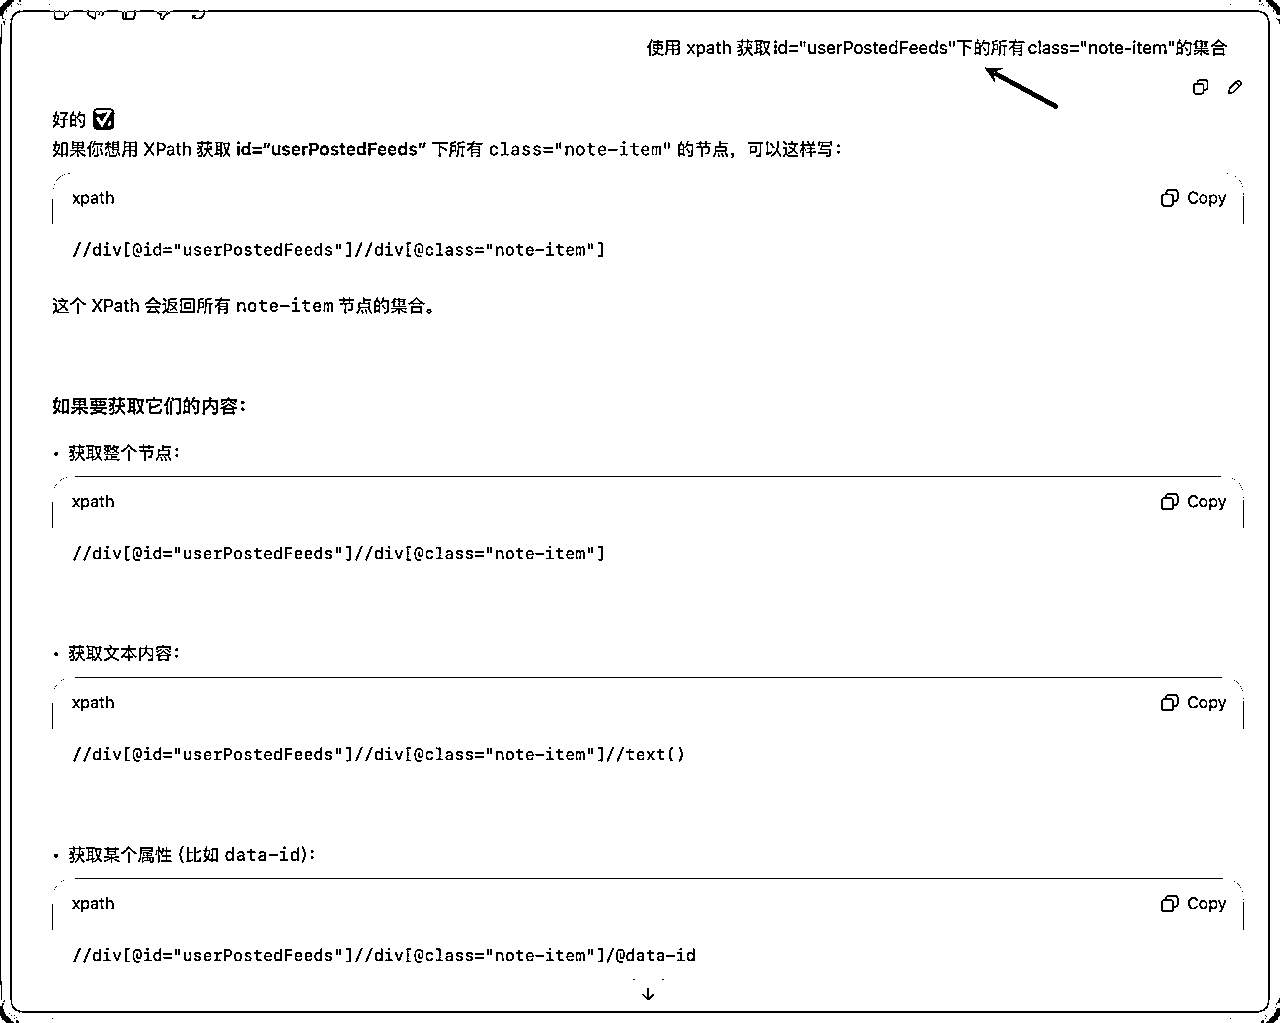 使用 xpath 获取id="userPostedFeeds"下的所有class="note-item"的集合
好的 ✅
如果你想用 XPath 获取 id=“userPostedFeeds” 下所有 class="note-item" 的节点，可以这样写：
xpath
Copy
//div[@id="userPostedFeeds"]//div[@class="note-item"]
这个 XPath 会返回所有 note-item 节点的集合。
如果要获取它们的内容：
• 获取整个节点：
xpath
Copy
//div[@id="userPostedFeeds"]//div[@class="note-item"]
• 获取文本内容：
xpath
Copy
//div[@id="userPostedFeeds"]//div[@class="note-item"]//text()
• 获取某个属性 (比如 data-id)：
xpath
Copy
//div[@id="userPostedFeeds"]//div[@class="note-item"]/@data-id